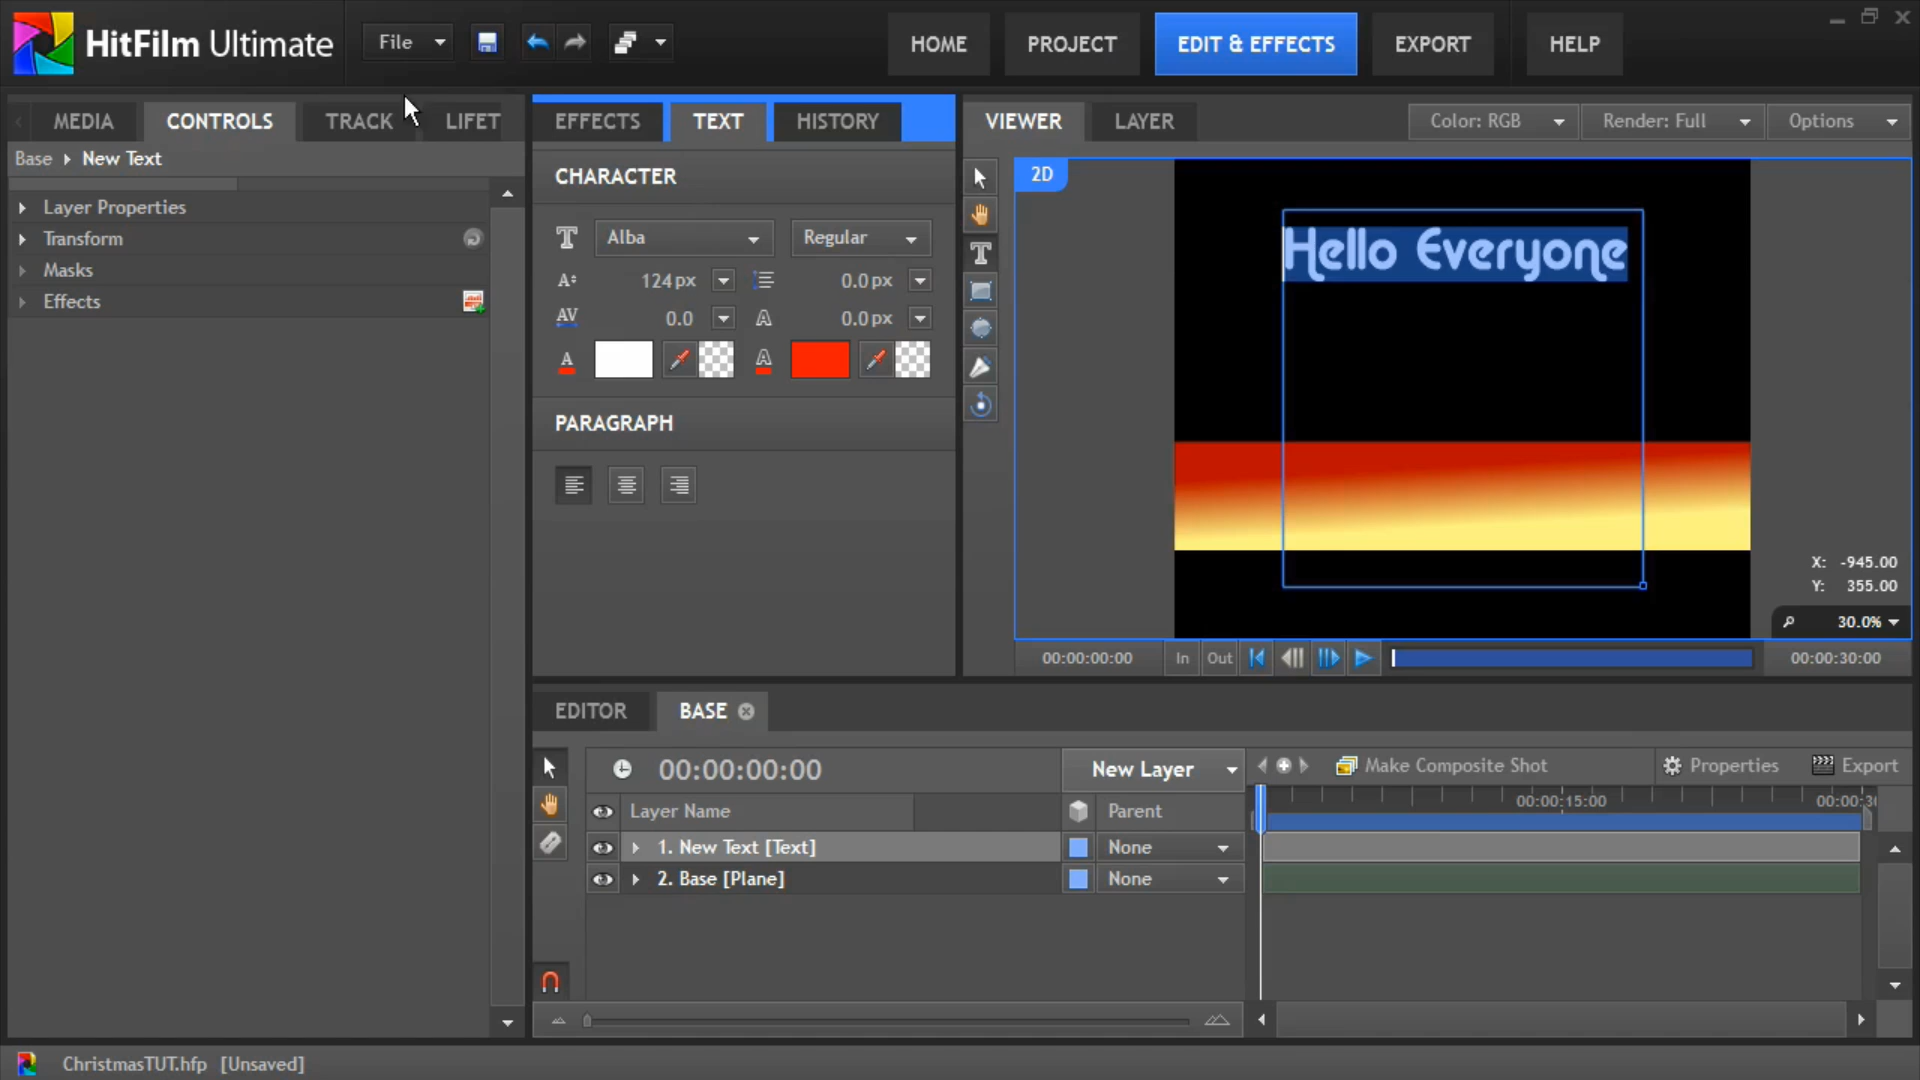 HitFilm Ultimate
File
HOME
PROJECT
EDIT & EFFECTS
EXPORT
HELP
MEDIA
CONTROLS
TRACK
LIFET
EFFECTS
TEXT
HISTORY
VIEWER
LAYER
Color: RGB
Render: Full
Options
Base
New Text
CHARACTER
2D
Layer Properties
Transform
Masks
Effects
Alba
Regular
124 px
0.0 px
AV
0.0
0.0 px
Hello Everyone
PARAGRAPH
X: -945.00
Y: 355.00
30.0%
00:00:00:00
In
Out
00:00:30:00
EDITOR
BASE
00:00:00:00
New Layer
Make Composite Shot
Properties
Export
00:00:15:00
00:00:3
Layer Name
Parent
1. New Text [Text]
None
2. Base [Plane]
None
ChristmasTUT.hfp [Unsaved]